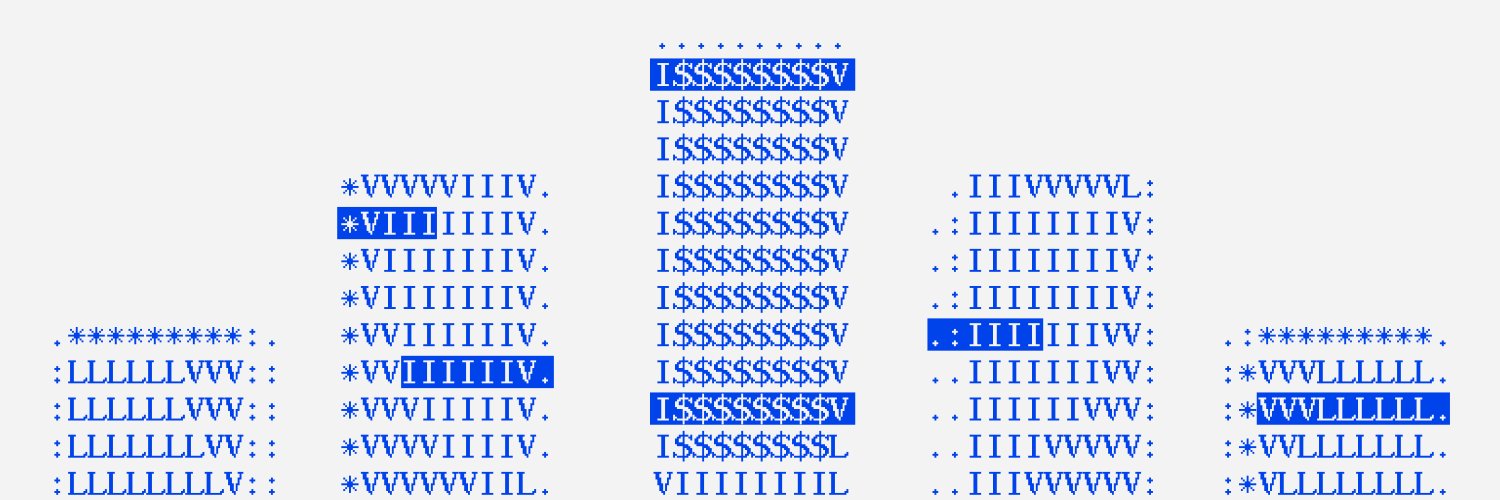 ..........
I$$$$$$$$V
I$$$$$$$$V
I$$$$$$$$V
*VVVVVIIIV. I$$$$$$$$V .IIIVVVVVL:
*VIIIIIIIV. I$$$$$$$$V .:IIIIIIIIV:
*VIIIIIIIV. I$$$$$$$$V .:IIIIIIIIV:
*VIIIIIIIV. I$$$$$$$$V .:IIIIIIIIV:
.*********:. *VVIIIIIIV. I$$$$$$$$V .:IIIIIIIVV: .:*********.
:LLLLLLVVV:: *VVIIIIIIV. I$$$$$$$$V ..IIIIIIIVV: :*VVVLLLLLL.
:LLLLLLVVV:: *VVVIIIIIV. I$$$$$$$$V ..IIIIIIVVV: :*VVVLLLLLL.
:LLLLLLLVV:: *VVVVIIIIV. I$$$$$$$$L ..IIIIVVVVV: :*VVLLLLLLL.
:LLLLLLLLV:: *VVVVVVIIL. VIIIIIIIIL ..IIIVVVVVV: :*VLLLLLLLL.